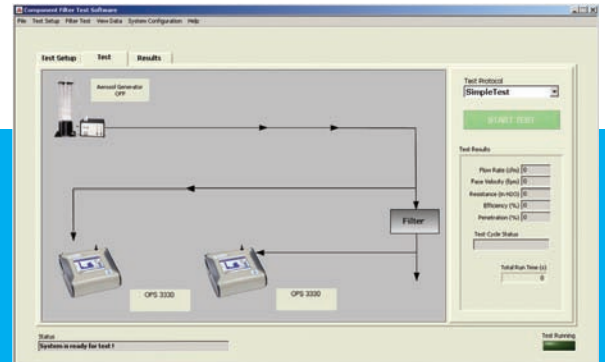 Component Filter Test Software
File Test Setup Filter Test View Data System Configuration Help
Test Setup Test Results
Aerosol Generator
OFF
Filter
OPS 3330
OPS 3330
Test Protocol
SimpleTest
START TEST
Test Results
Flow Rate (cfm) 0
Face Velocity (fpm) 0
Resistance (in H2O) 0
Efficiency (%) 0
Penetration (%) 0
Test Cycle Status
Total Run Time (s)
0
Status
System is ready for test !
Test Running